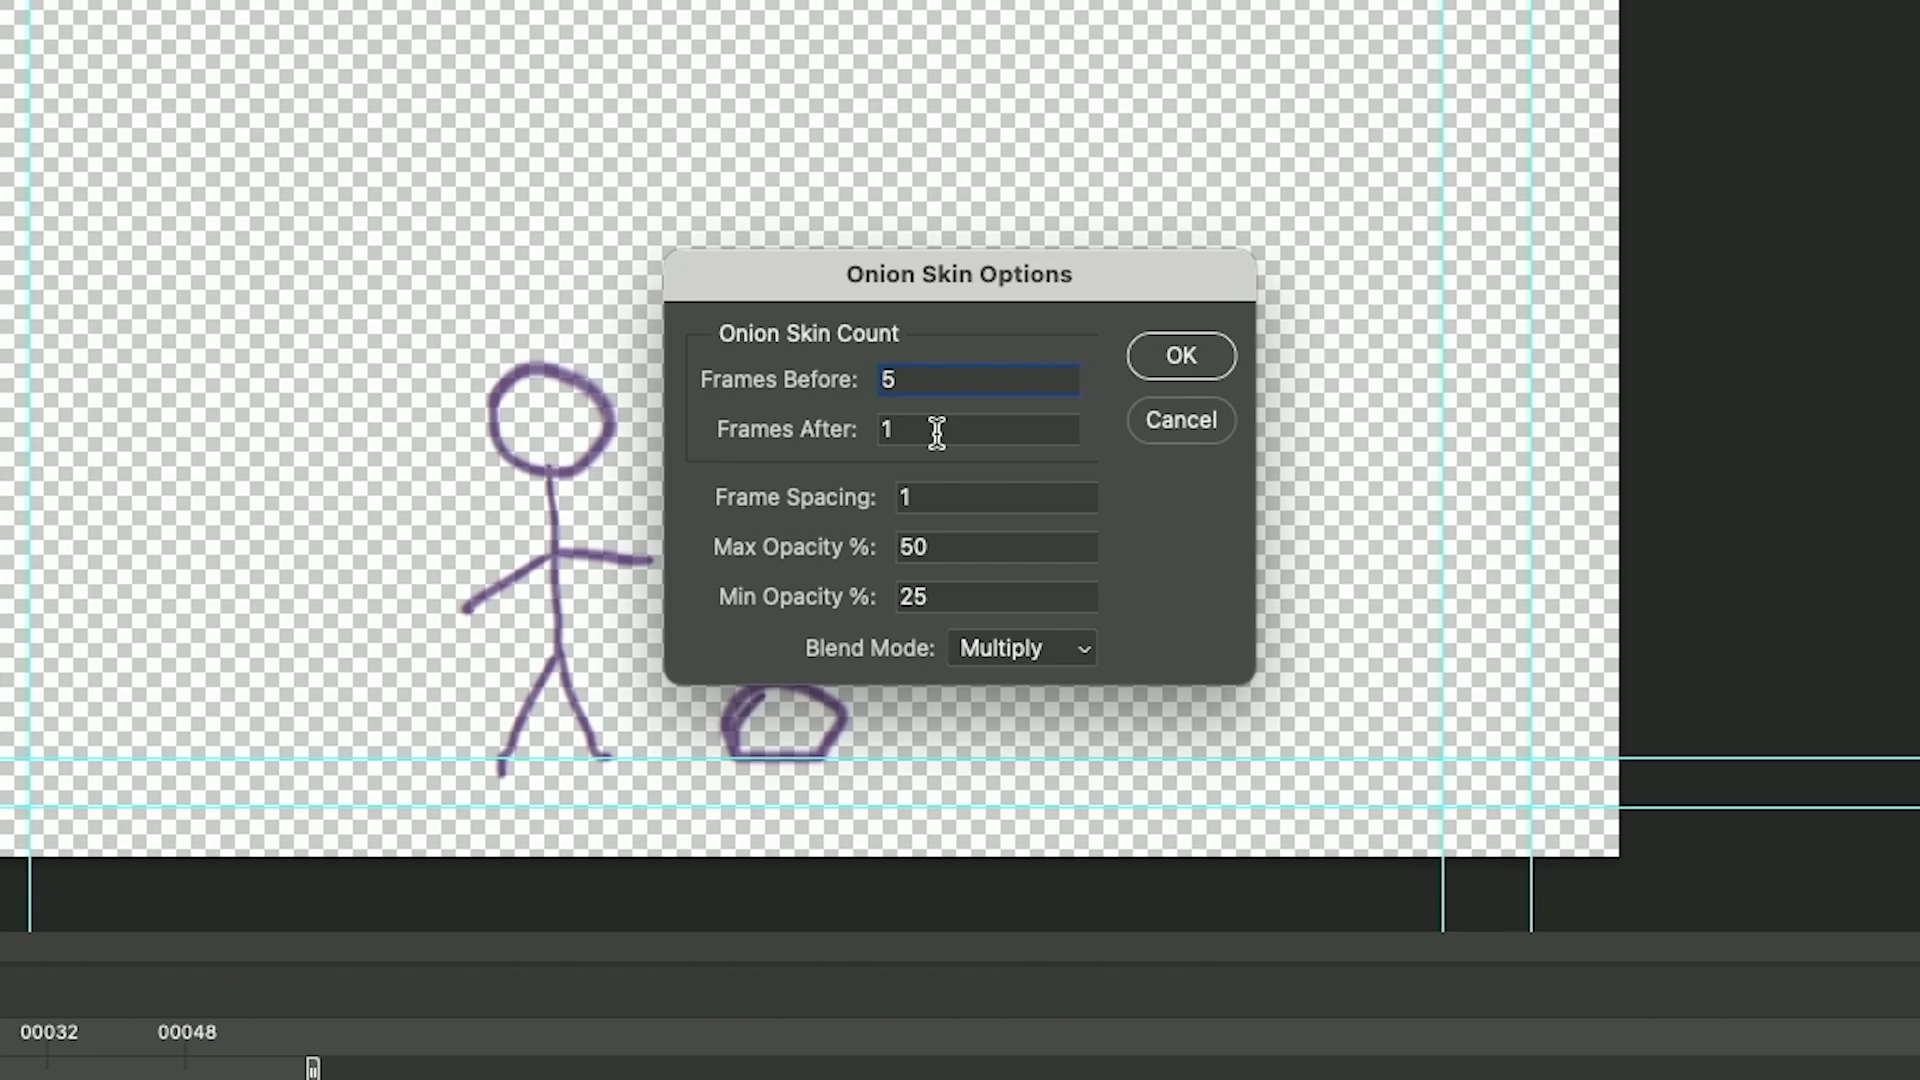 Onion Skin Options
Onion Skin Count
Frames Before: 5
Frames After: 1
Frame Spacing: 1
Max Opacity %: 50
Min Opacity %: 25
Blend Mode: Multiply
OK
Cancel
00032 00048